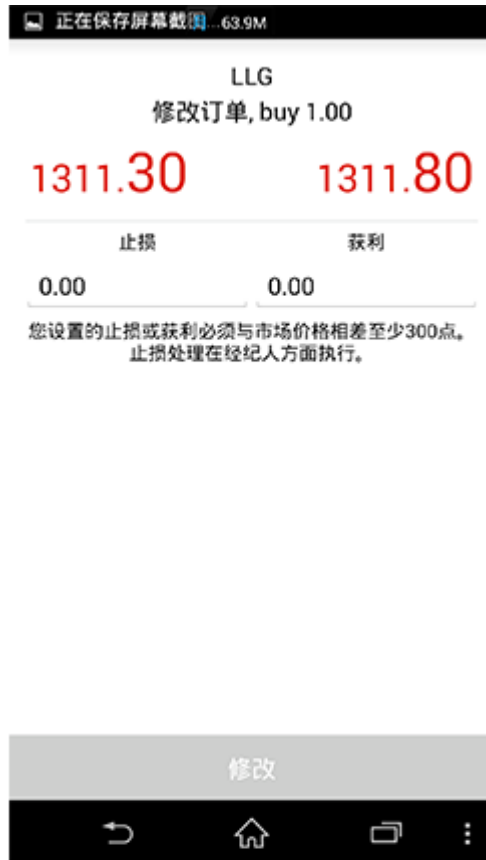 正在保存屏幕截图...63.9M
LLG
修改订单, buy 1.00
1311.30 1311.80
止损 获利
0.00 0.00
您设置的止损或获利必须与市场价格相差至少300点。
止损处理在经纪人方面执行。
修改